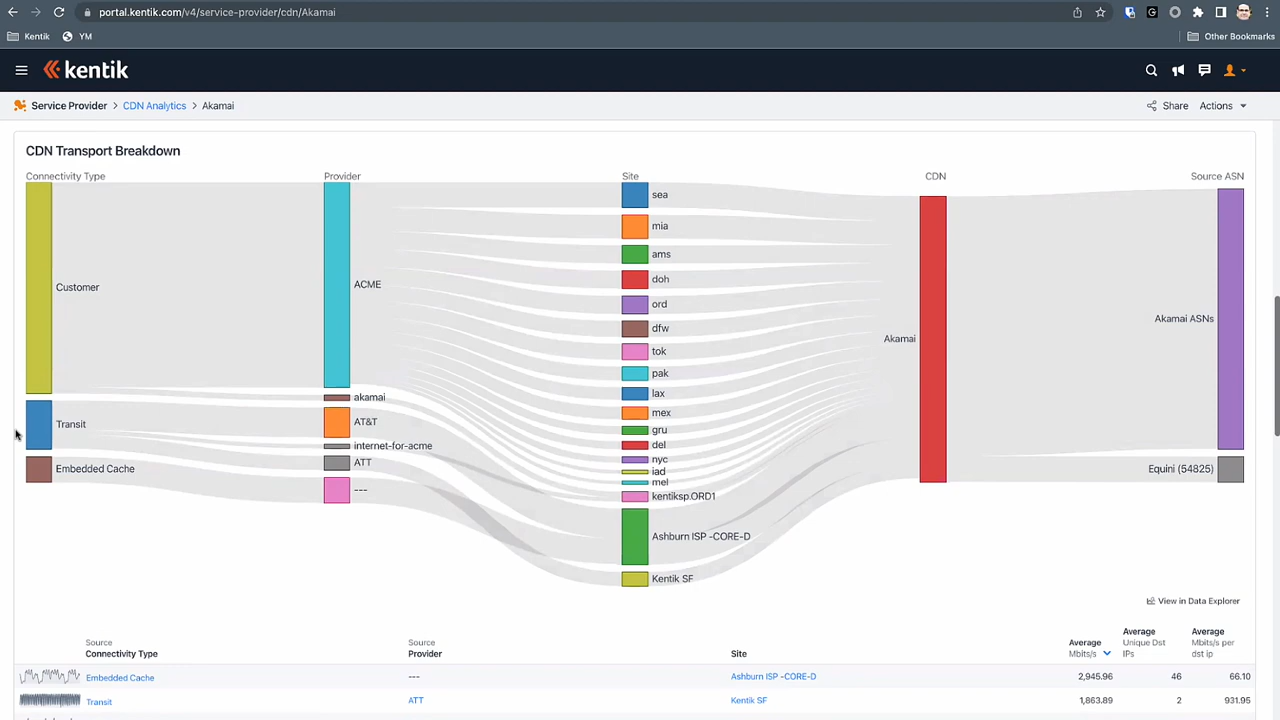 portal.kentik.com/v4/service-provider/cdn/Akamai
Kentik YM Other Bookmarks
kentik
Service Provider > CDN Analytics > Akamai Share Actions
CDN Transport Breakdown
Connectivity Type Provider Site CDN Source ASN
Customer
Transit
Embedded Cache
ACME
akamai
AT&T
internet-for-acme
ATT
---
sea
mia
ams
doh
ord
dfw
tok
pak
lax
mex
gru
del
nyc
iad
mel
kentiksp.ORD1
Ashburn ISP -CORE-D
Kentik SF
Akamai
Akamai ASNs
Equini (54825)
View in Data Explorer
Source Connectivity Type
Source Provider
Site
Average Mbits/s
Average Unique Dst IPs
Average Mbits/s per dst ip
Embedded Cache --- Ashburn ISP -CORE-D 2,945.96 46 66.10
Transit ATT Kentik SF 1,863.89 2 931.95